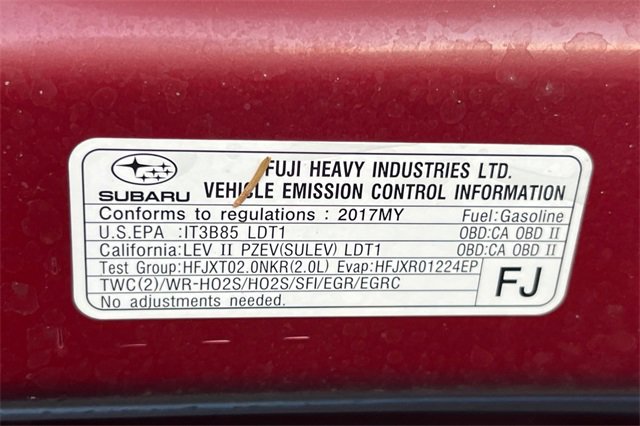 SUBARU
FUJI HEAVY INDUSTRIES LTD.
VEHICLE EMISSION CONTROL INFORMATION
Conforms to regulations : 2017MY Fuel:Gasoline
U.S.EPA :IT3B85 LDT1 OBD:CA OBD II
California:LEV II PZEV(SULEV) LDT1 OBD:CA OBD II
Test Group:HFJXT02.0NKR(2.0L) Evap:HFJXR01224EP
TWC(2)/WR-HO2S/HO2S/SFI/EGR/EGRC
No adjustments needed.
FJ